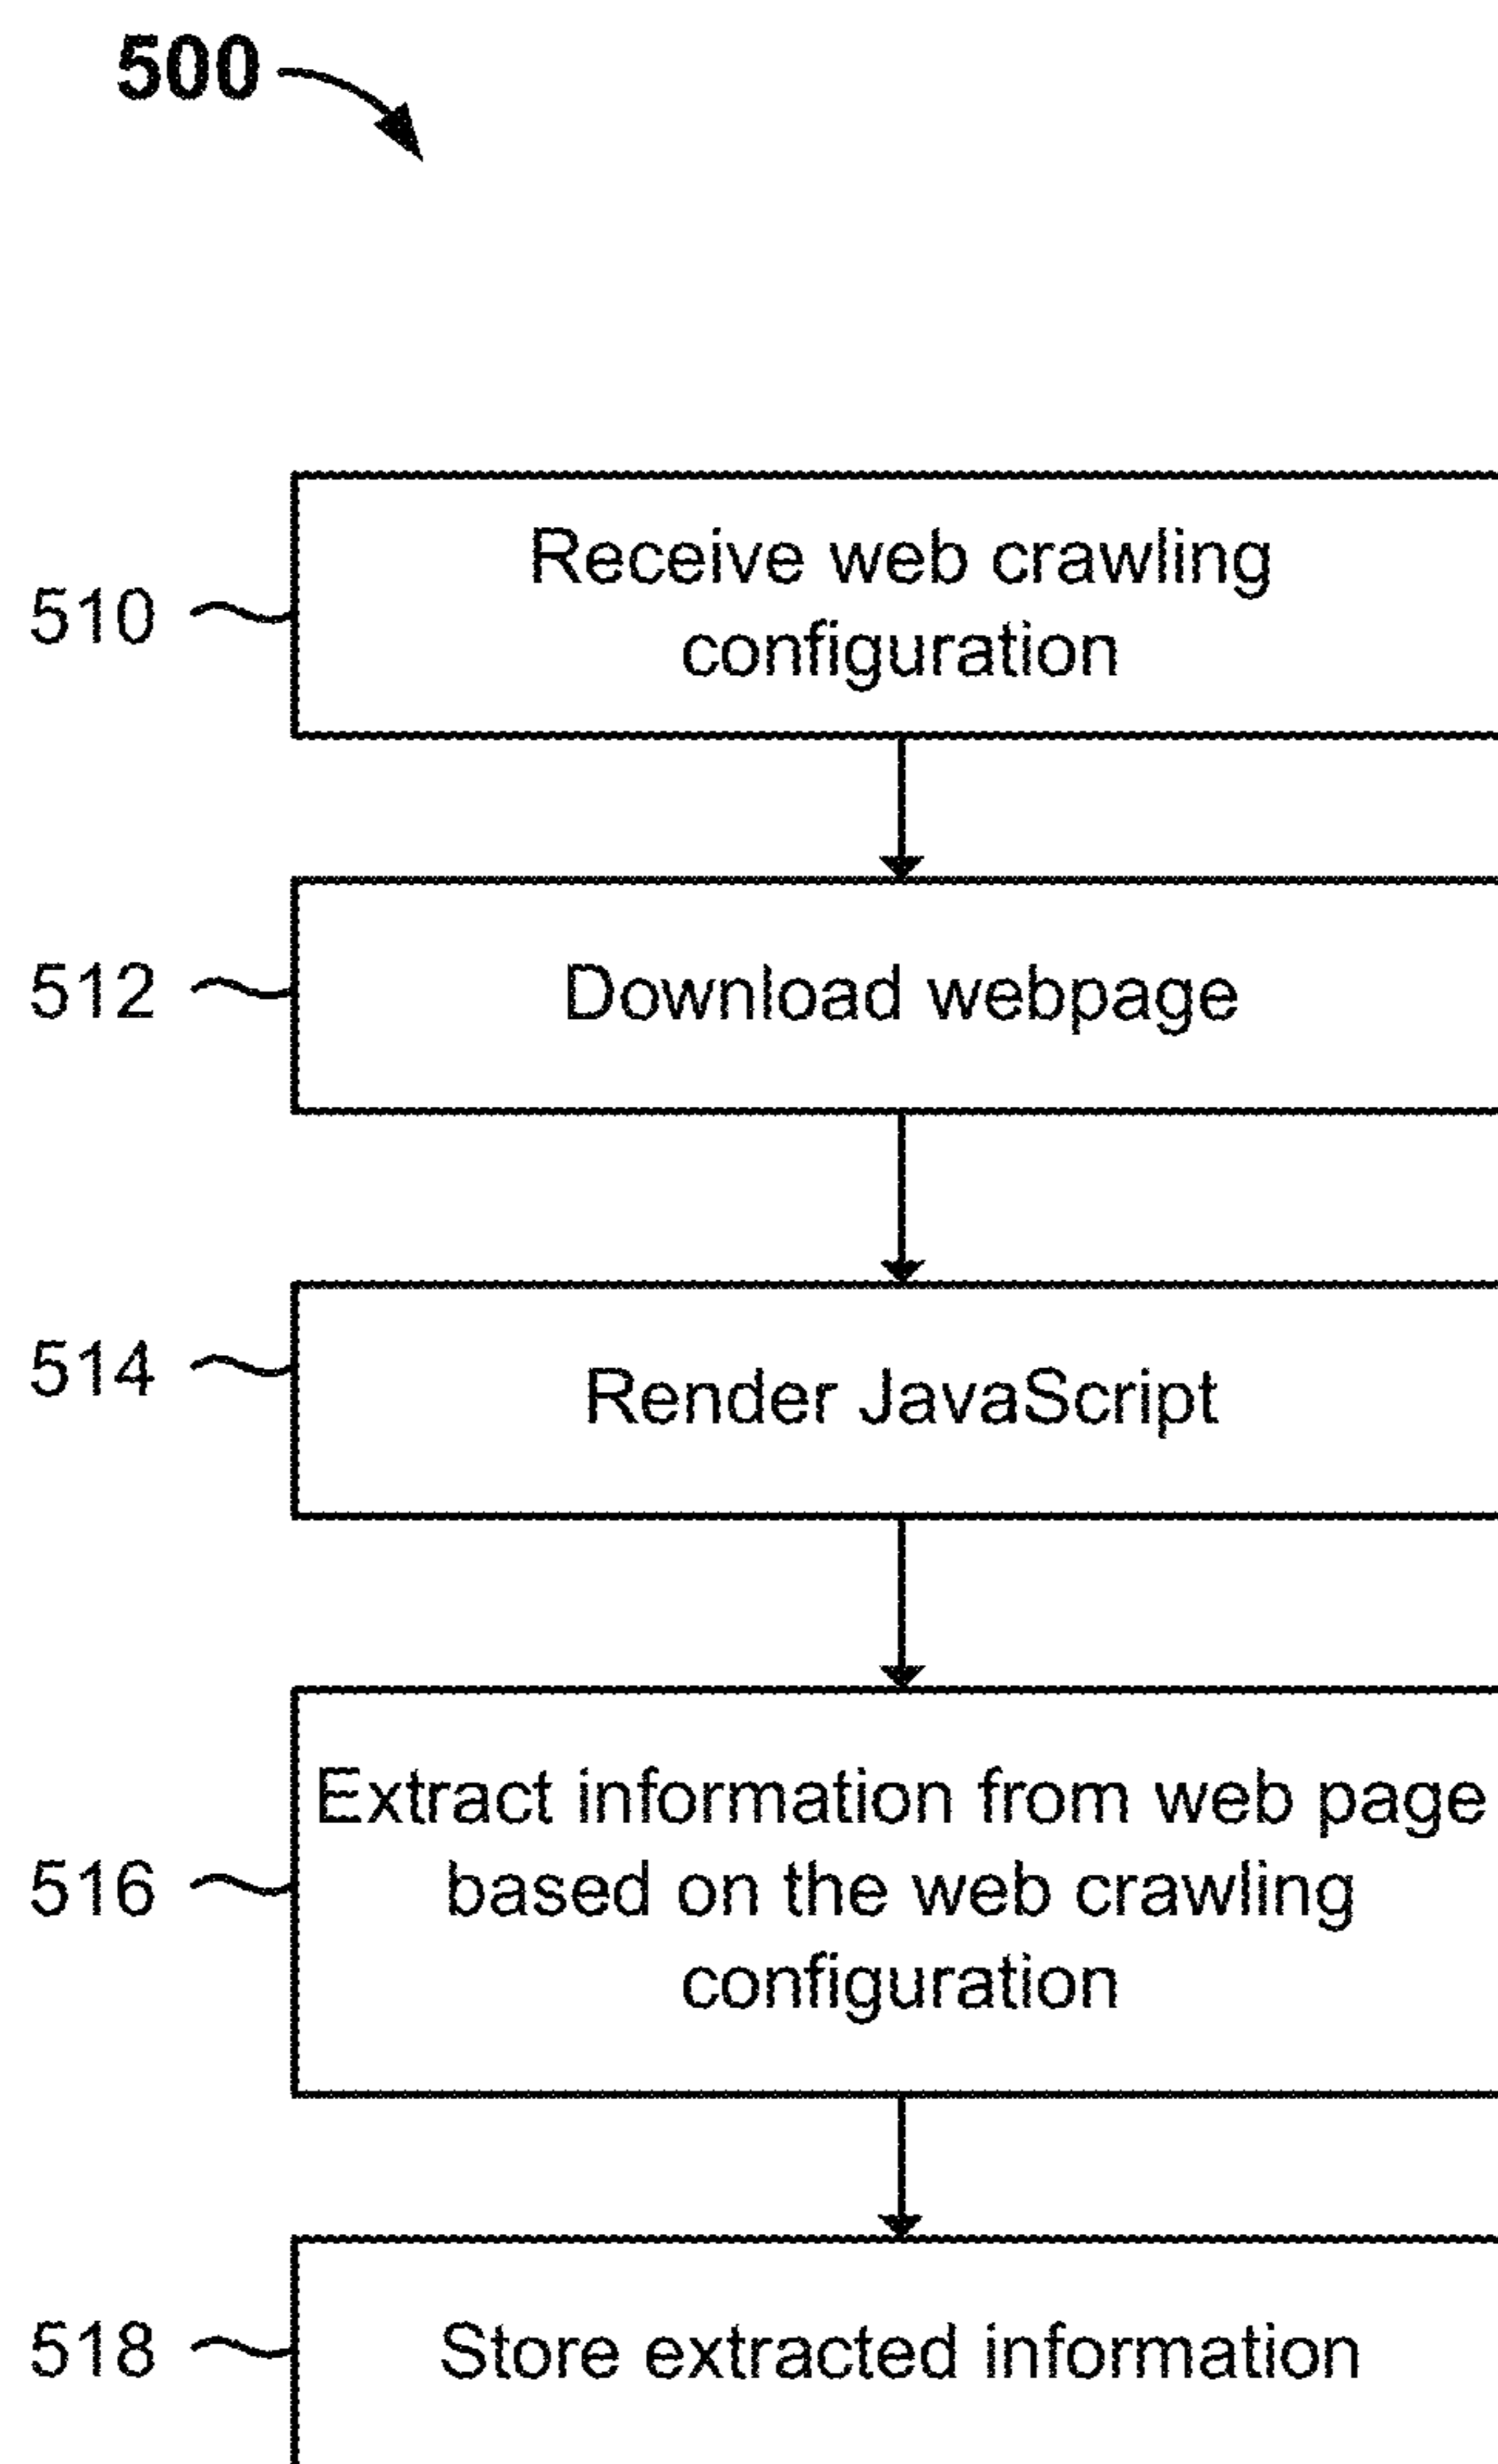 500
510
Receive web crawling
configuration
512
Download webpage
514
Render JavaScript
516
Extract information from web page
based on the web crawling
configuration
518
Store extracted information